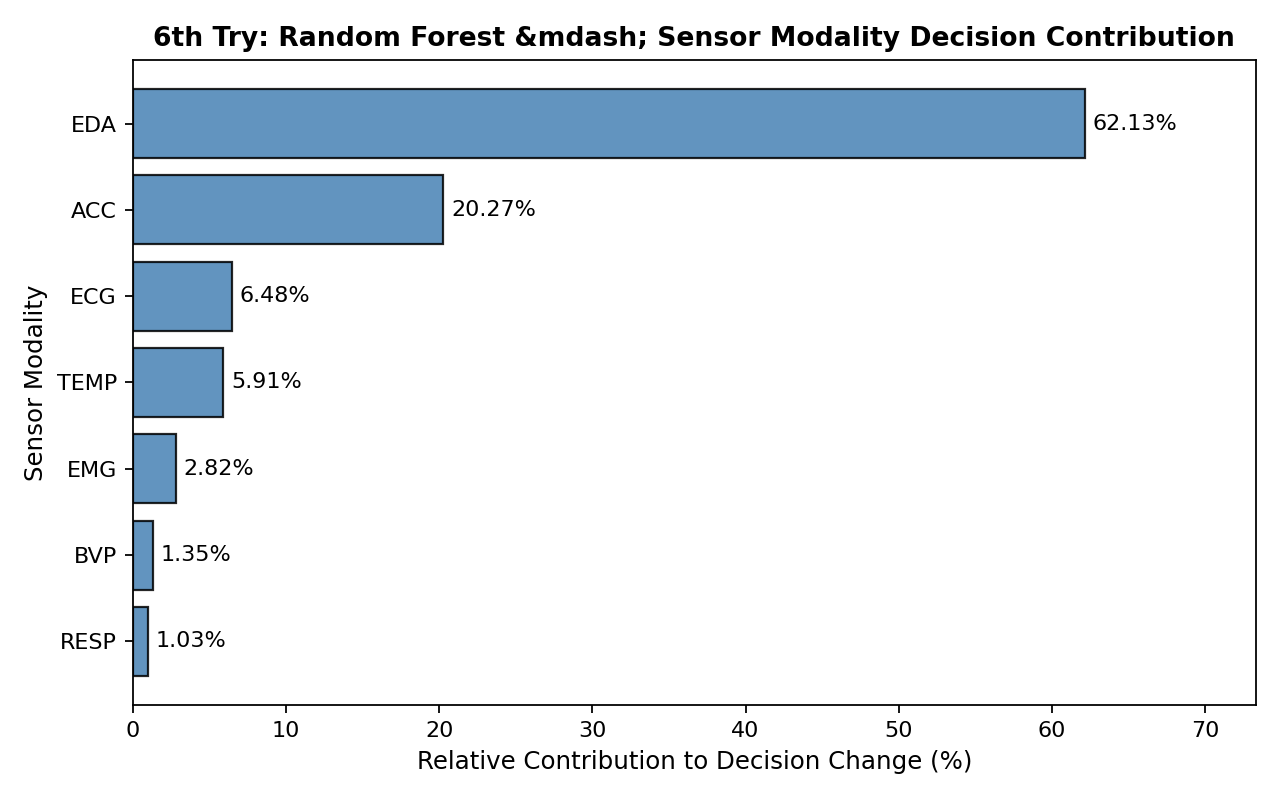 6th Try: Random Forest &mdash; Sensor Modality Decision Contribution
EDA
62.13%
ACC
20.27%
ECG
6.48%
TEMP
5.91%
EMG
2.82%
BVP
1.35%
RESP
1.03%
Sensor Modality
0 10 20 30 40 50 60 70
Relative Contribution to Decision Change (%)